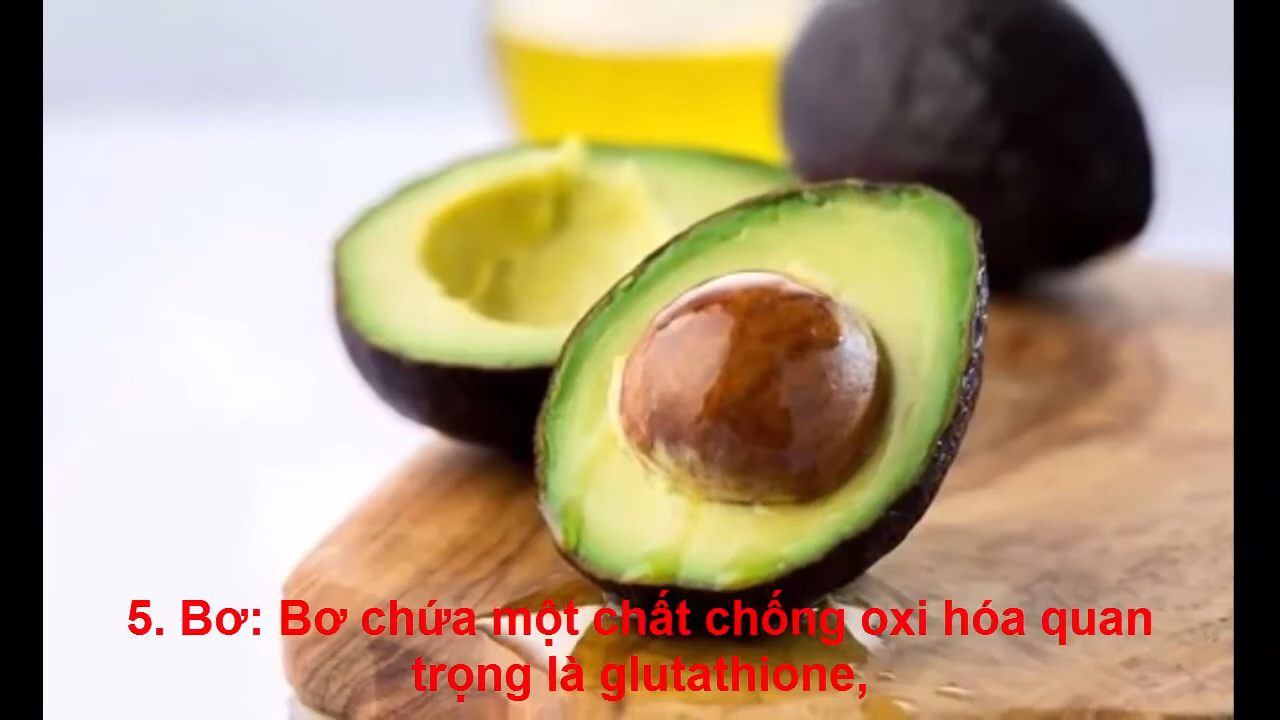 5. Bơ: Bơ chứa một chất chống oxi hóa quan
trọng là glutathione,